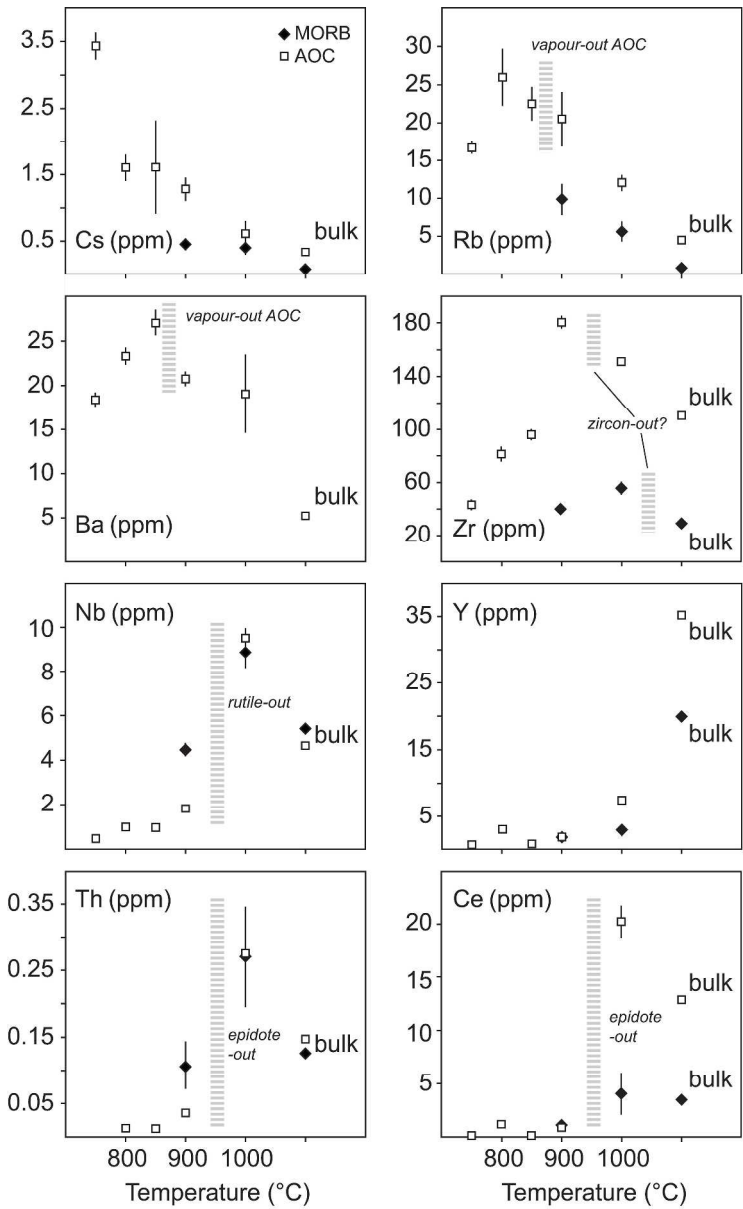 MORB
AOC
3.5
2.5
1.5
0.5
Cs (ppm)
bulk
30
25
20
15
10
5
vapour-out AOC
Rb (ppm)
bulk
25
20
15
5
vapour-out AOC
Ba (ppm)
bulk
180
140
100
60
20
zircon-out?
Zr (ppm)
bulk
bulk
Nb (ppm)
10
8
6
4
2
rutile-out
bulk
Y (ppm)
35
25
15
5
bulk
bulk
Th (ppm)
0.35
0.25
0.15
0.05
epidote
-out
bulk
800
900
1000
Temperature (°C)
Ce (ppm)
20
15
10
5
epidote
-out
bulk
bulk
800
900
1000
Temperature (°C)